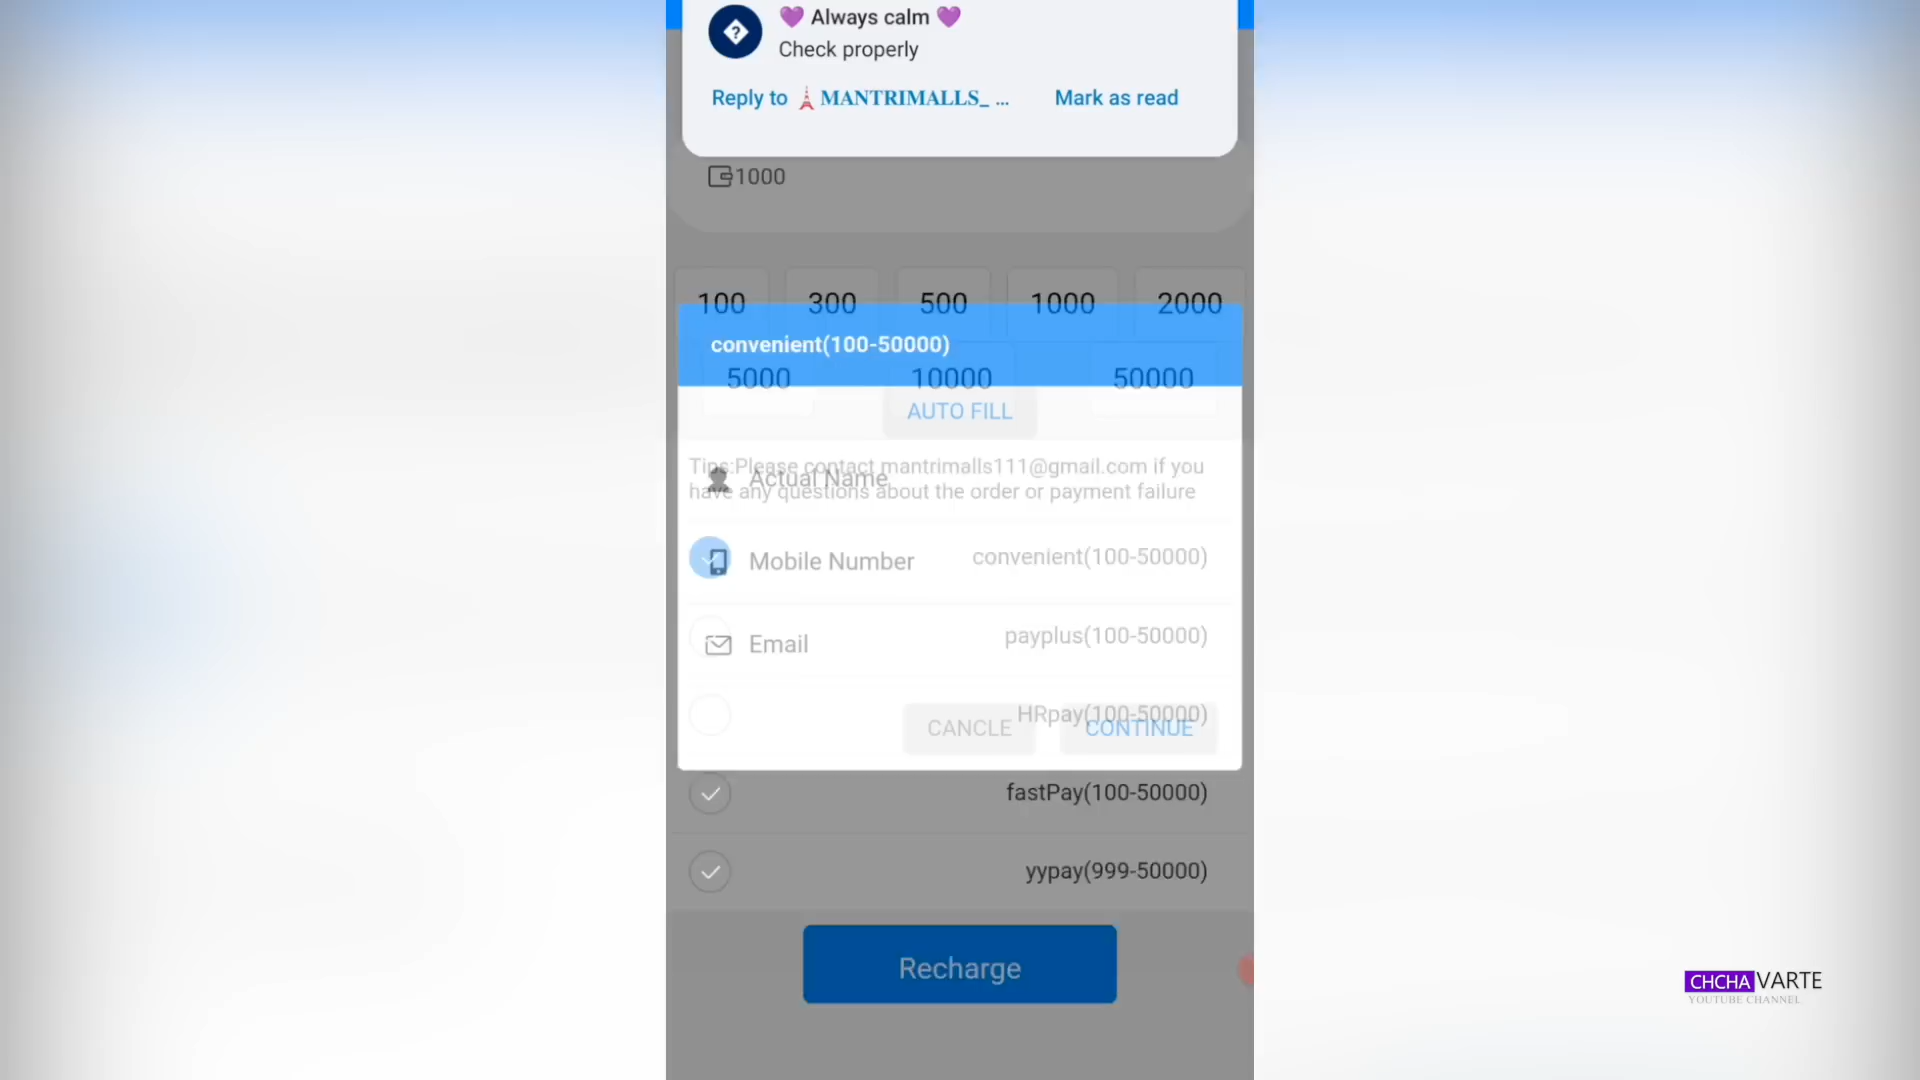 💜 Always calm 💜
Check properly
Reply to 🗼MANTRIMALLS_ ...
Mark as read
1000
100
300
500
1000
2000
convenient(100-50000)
5000
10000
50000
AUTO FILL
Tips:Please contact mantrimalls111@gmail.com if you
have any questions about the order or payment failure
Actual Name
Mobile Number
convenient(100-50000)
Email
payplus(100-50000)
HRpay(100-50000)
CANCLE
CONTINUE
fastPay(100-50000)
yypay(999-50000)
Recharge
CHCHAVARTE
YOUTUBE CHANNEL